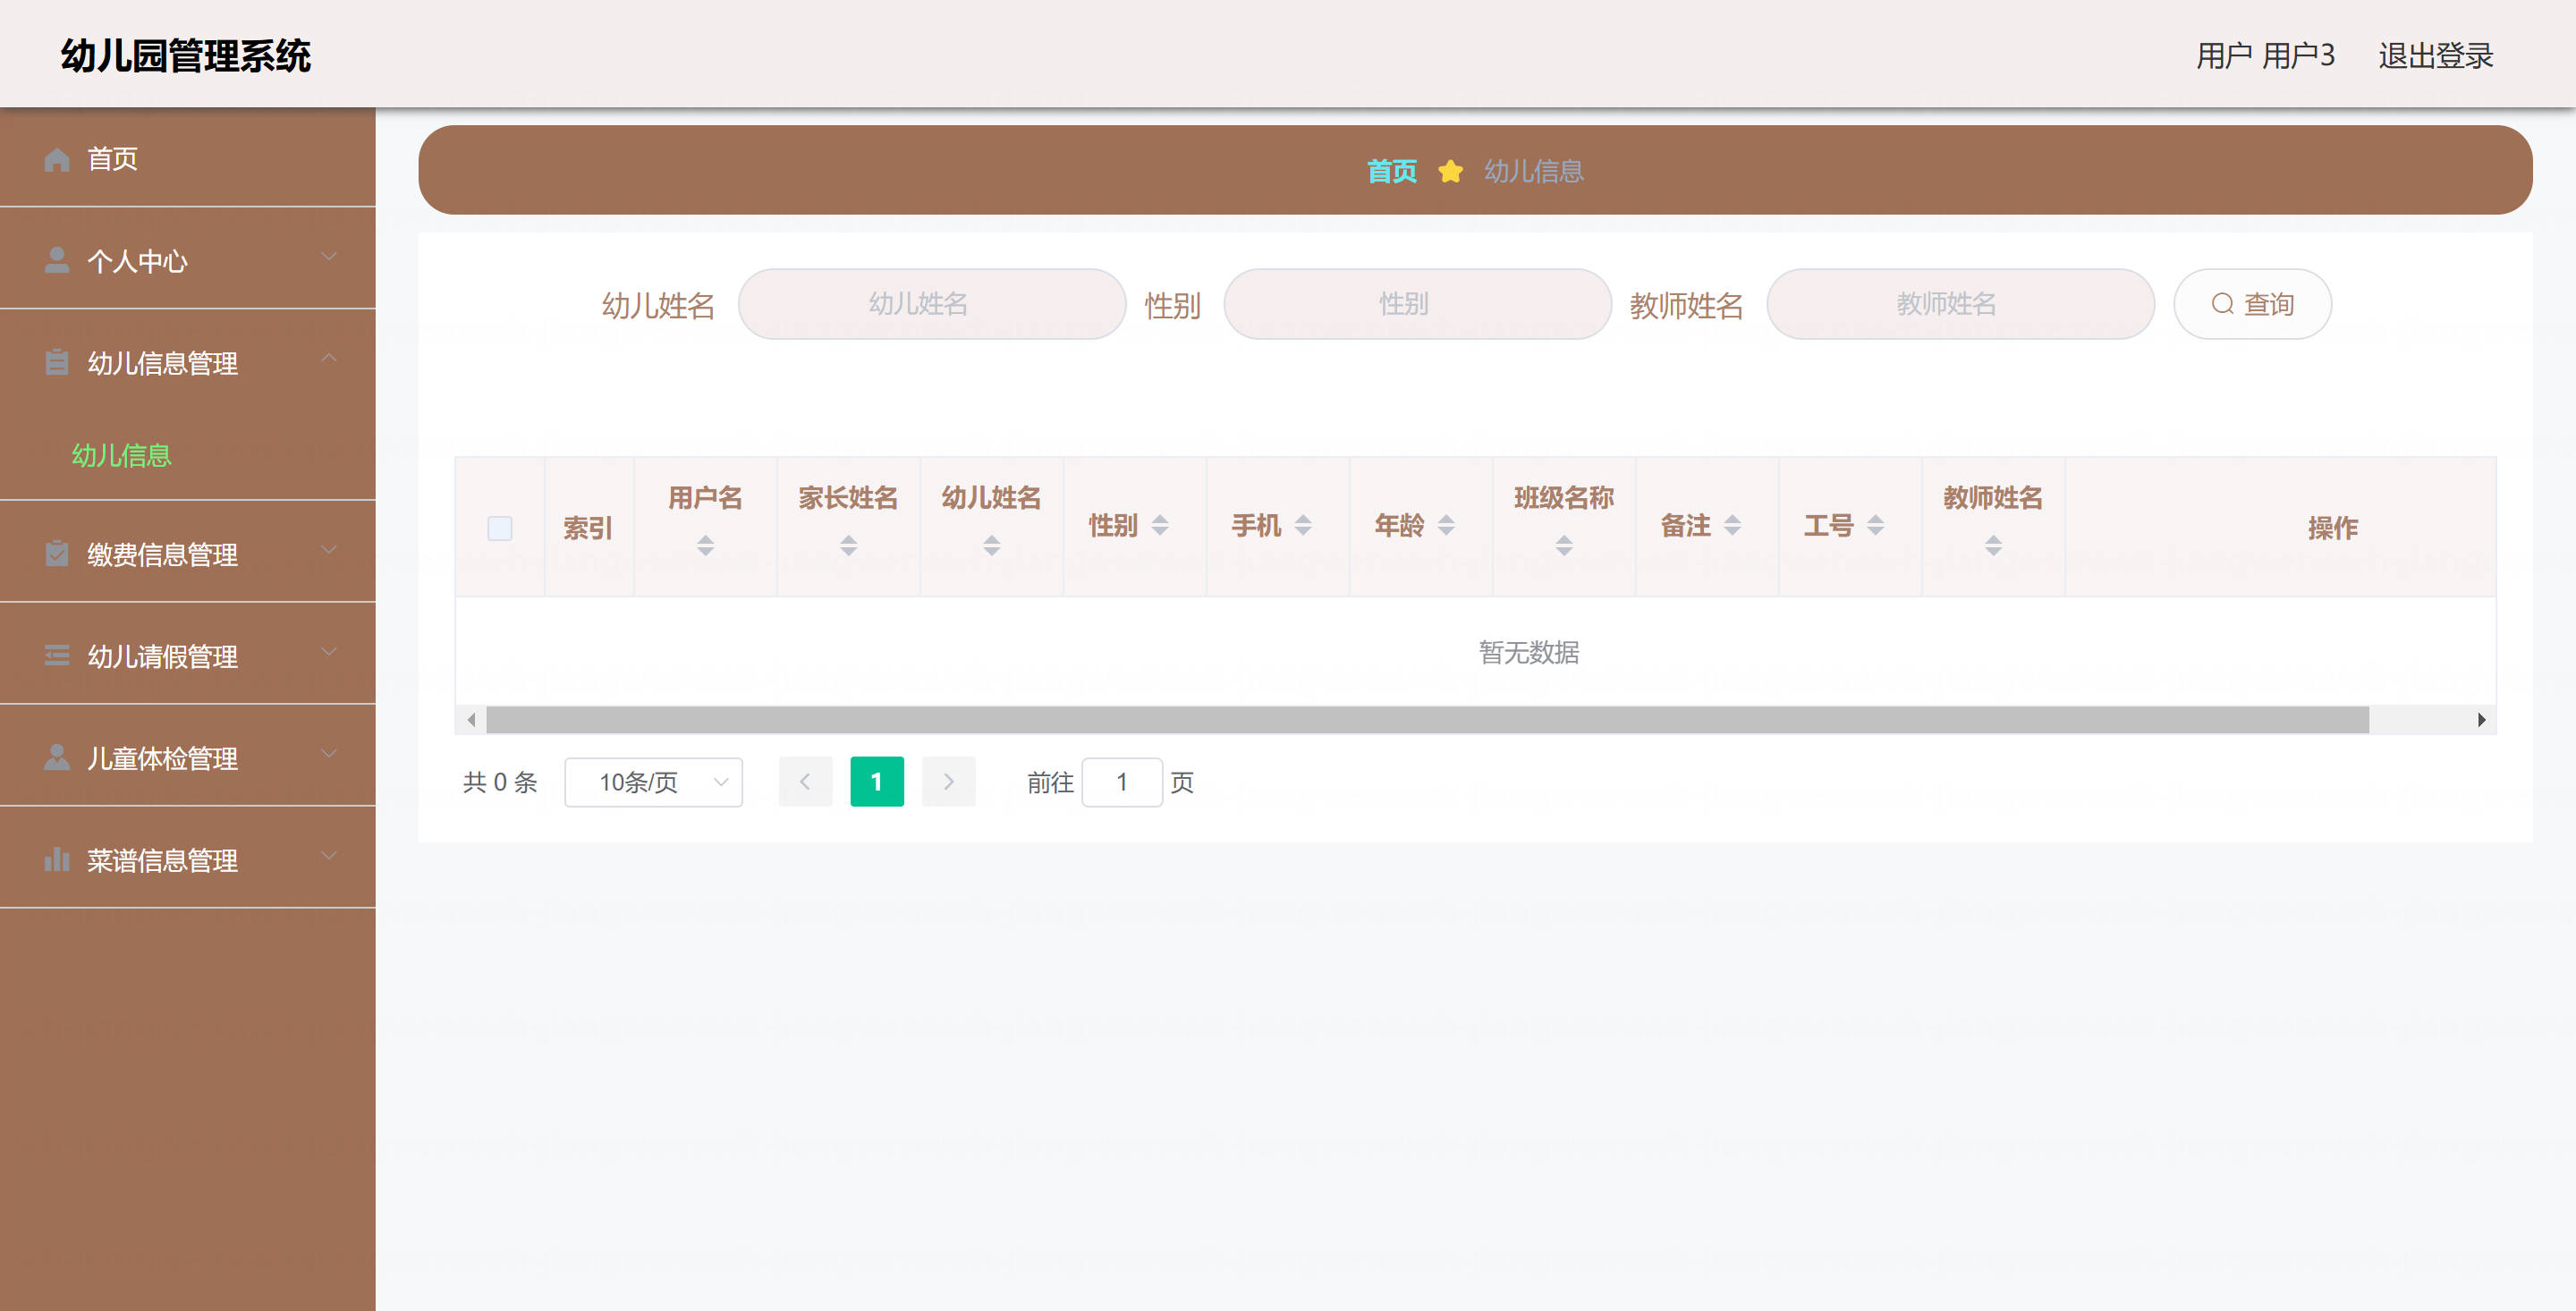 幼儿园管理系统
用户 用户3 退出登录
首页
个人中心
幼儿信息管理
幼儿信息
缴费信息管理
幼儿请假管理
儿童体检管理
菜谱信息管理
首页 幼儿信息
幼儿姓名 幼儿姓名 性别 性别 教师姓名 教师姓名 查询
索引 用户名 家长姓名 幼儿姓名 性别 手机 年龄 班级名称 备注 工号 教师姓名 操作
暂无数据
共 0 条 10条/页 1 前往 1 页